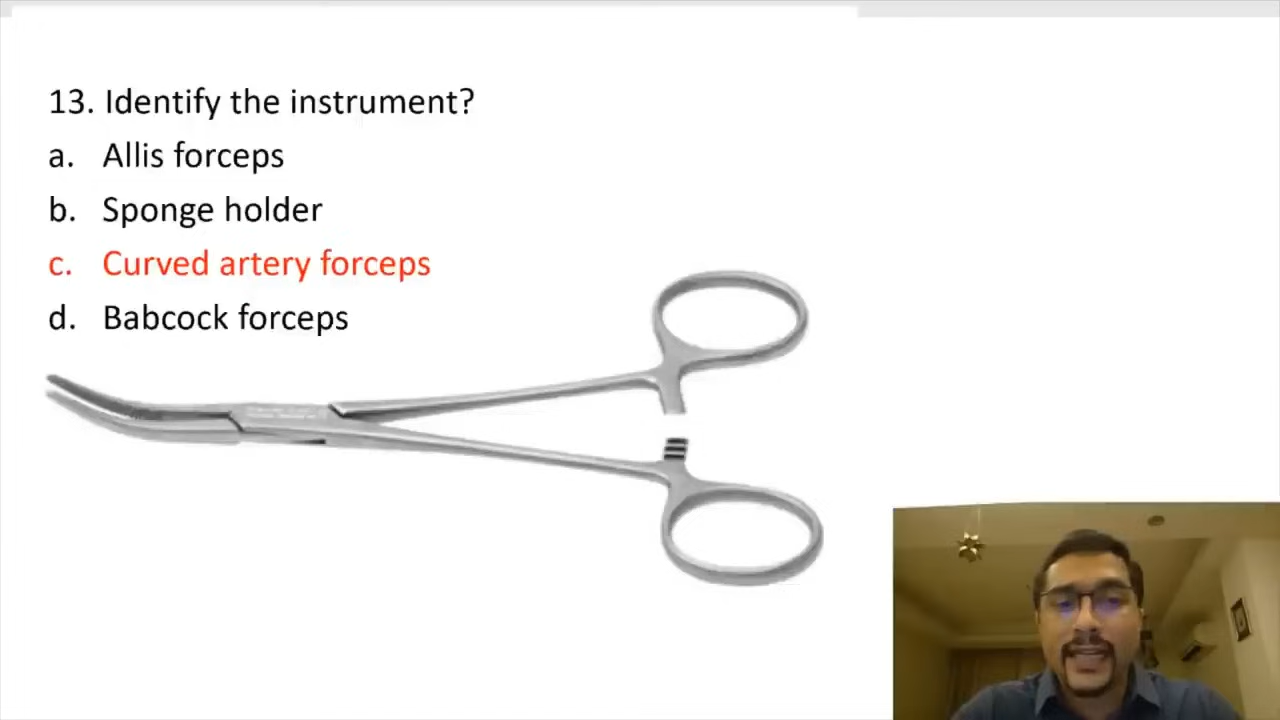 13. Identify the instrument?
a. Allis forceps
b. Sponge holder
c. Curved artery forceps
d. Babcock forceps